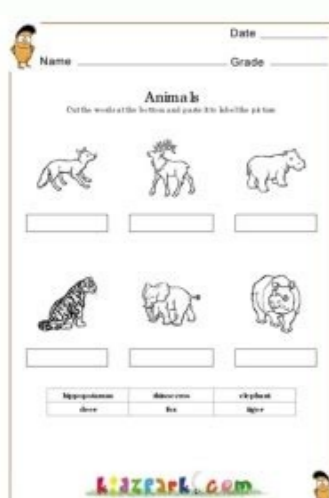 Date
Name Grade
Animals
Cut the words at the bottom and paste it to label the picture
hippopotamus rhinoceros elephant
deer fox tiger
kidzpark.com